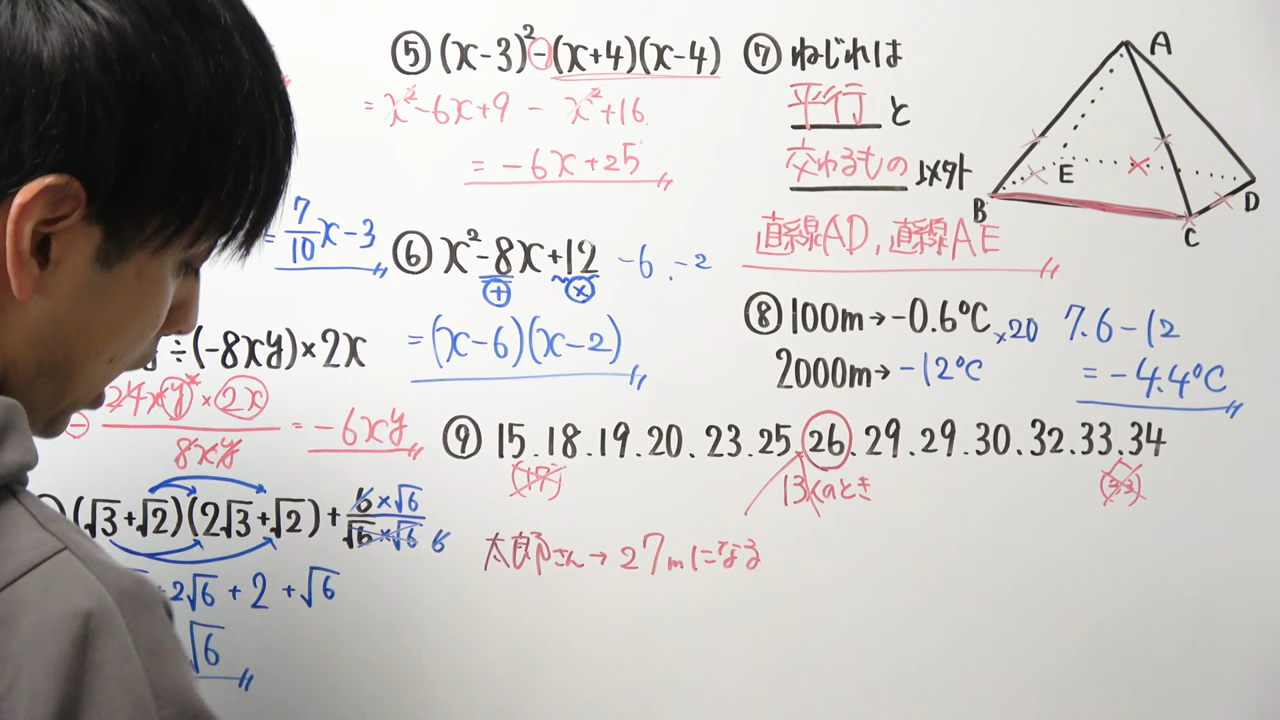 = 7/10 x - 3
÷(-8xy)×2x
24x(y)² × (2x)
8xy
= -6xy
(√3+√2)(2√3+√2)+ 6×√6/√6×√6 6
2√6 + 2 + √6
√6
⑤ (x-3)²-(x+4)(x-4)
= x²-6x+9 - x²+16
= -6x+25
⑥ x²-8x+12 -6,-2
+ ×
=(x-6)(x-2)
⑦ ねじれは
平行と
交わるもの以外
直線AD,直線AE
A
B
C
D
E
⑧ 100m→-0.6℃ ×20
2000m→-12℃
7.6-12
=-4.4℃
⑨ 15.18.19.20.23.25.26.29.29.30.32.33.34
13<aとき
太郎さん→27mになる